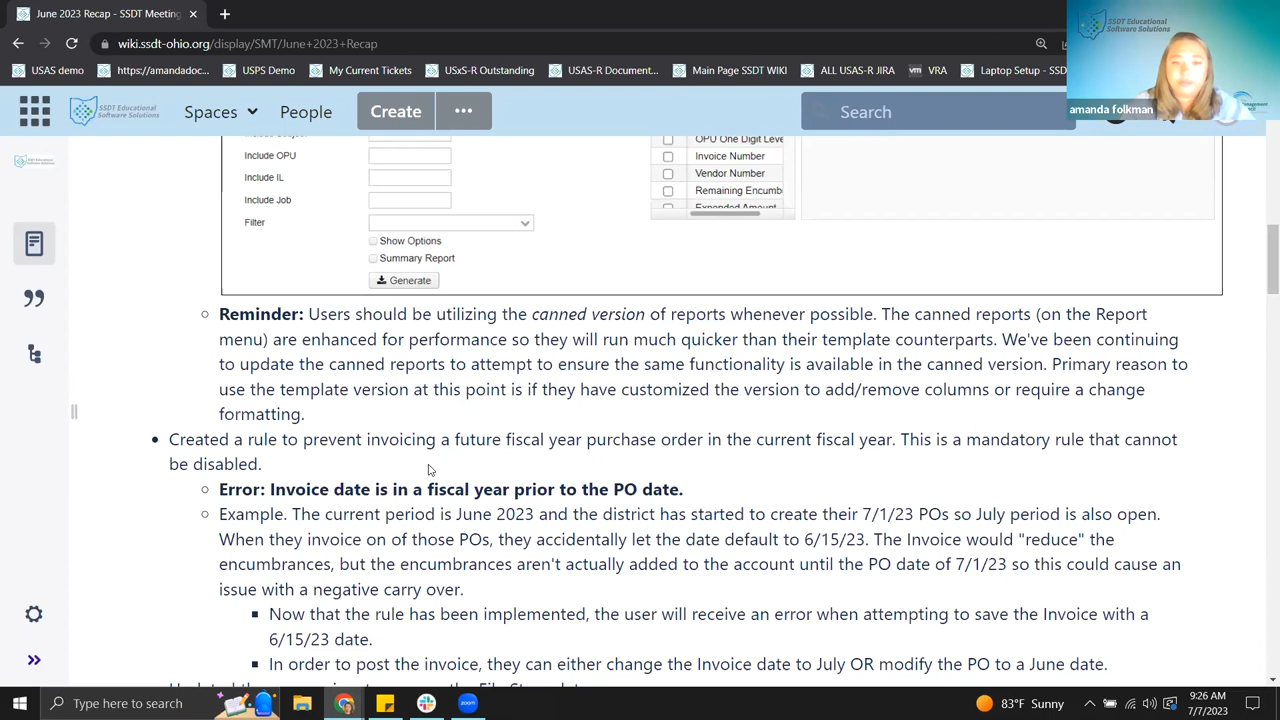 June 2023 Recap - SSDT Meeting
wiki.ssdt-ohio.org/display/SMT/June+2023+Recap
USAS demo
https://amandadoc...
USPS Demo
My Current Tickets
USxS-R Outstanding
USAS-R Document...
Main Page SSDT WIKI
ALL USAS-R JIRA
vm VRA
Laptop Setup - SSD
SSDT Educational
Software Solutions
amanda folkman
SSDT Educational
Software Solutions
Spaces
People
Create
Search
OPU One Digit Leve
Include OPU
Invoice Number
Include IL
Vendor Number
Remaining Encumb
Include Job
Expended Amount
Filter
Show Options
Summary Report
Generate
Reminder: Users should be utilizing the canned version of reports whenever possible. The canned reports (on the Report
menu) are enhanced for performance so they will run much quicker than their template counterparts. We've been continuing
to update the canned reports to attempt to ensure the same functionality is available in the canned version. Primary reason to
use the template version at this point is if they have customized the version to add/remove columns or require a change
formatting.
Created a rule to prevent invoicing a future fiscal year purchase order in the current fiscal year. This is a mandatory rule that cannot
be disabled.
Error: Invoice date is in a fiscal year prior to the PO date.
Example. The current period is June 2023 and the district has started to create their 7/1/23 POs so July period is also open.
When they invoice on of those POs, they accidentally let the date default to 6/15/23. The Invoice would "reduce" the
encumbrances, but the encumbrances aren't actually added to the account until the PO date of 7/1/23 so this could cause an
issue with a negative carry over.
Now that the rule has been implemented, the user will receive an error when attempting to save the Invoice with a
6/15/23 date.
In order to post the invoice, they can either change the Invoice date to July OR modify the PO to a June date.
Type here to search
zoom
83°F Sunny
9:26 AM
7/7/2023